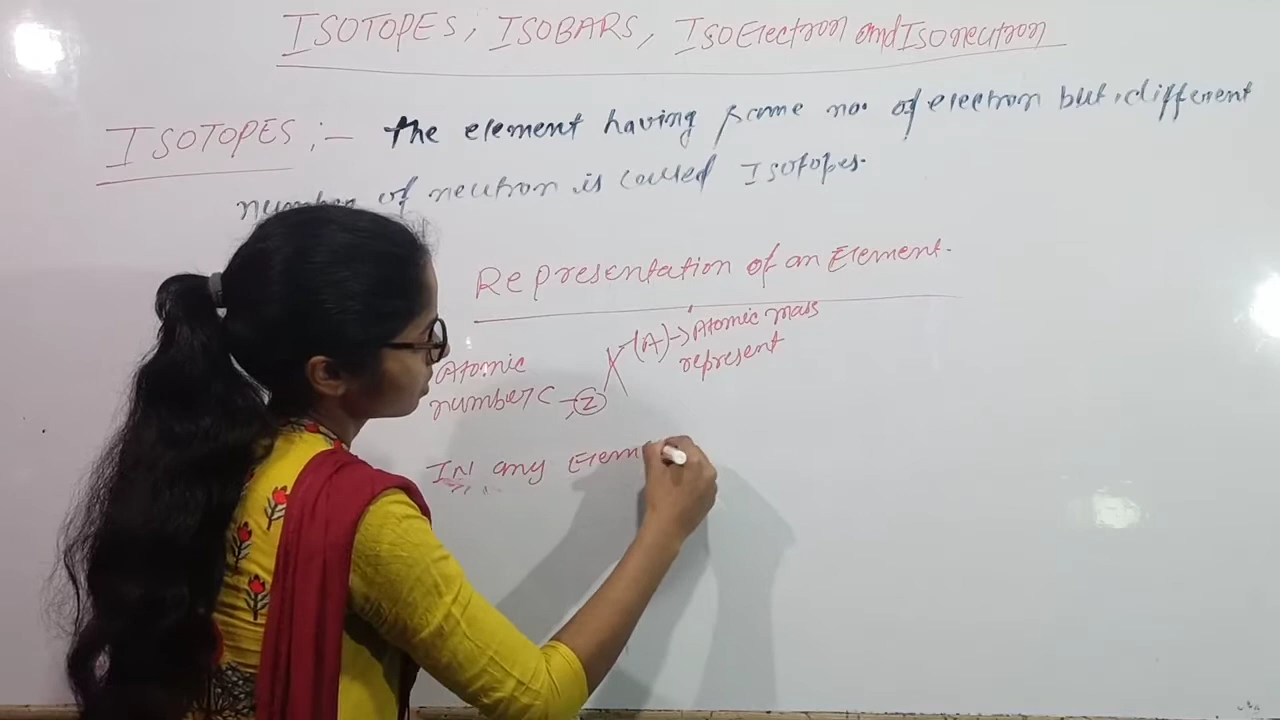 ISOTOPES, ISOBARS, IsoElectron and Isoneutron
ISOTOPES :- The element having same no. of electron but, different
number of neutron is called Isotopes.
Representation of an Element.
X (A) → Atomic mass
represent
Atomic
number ← Z
IN any Elem